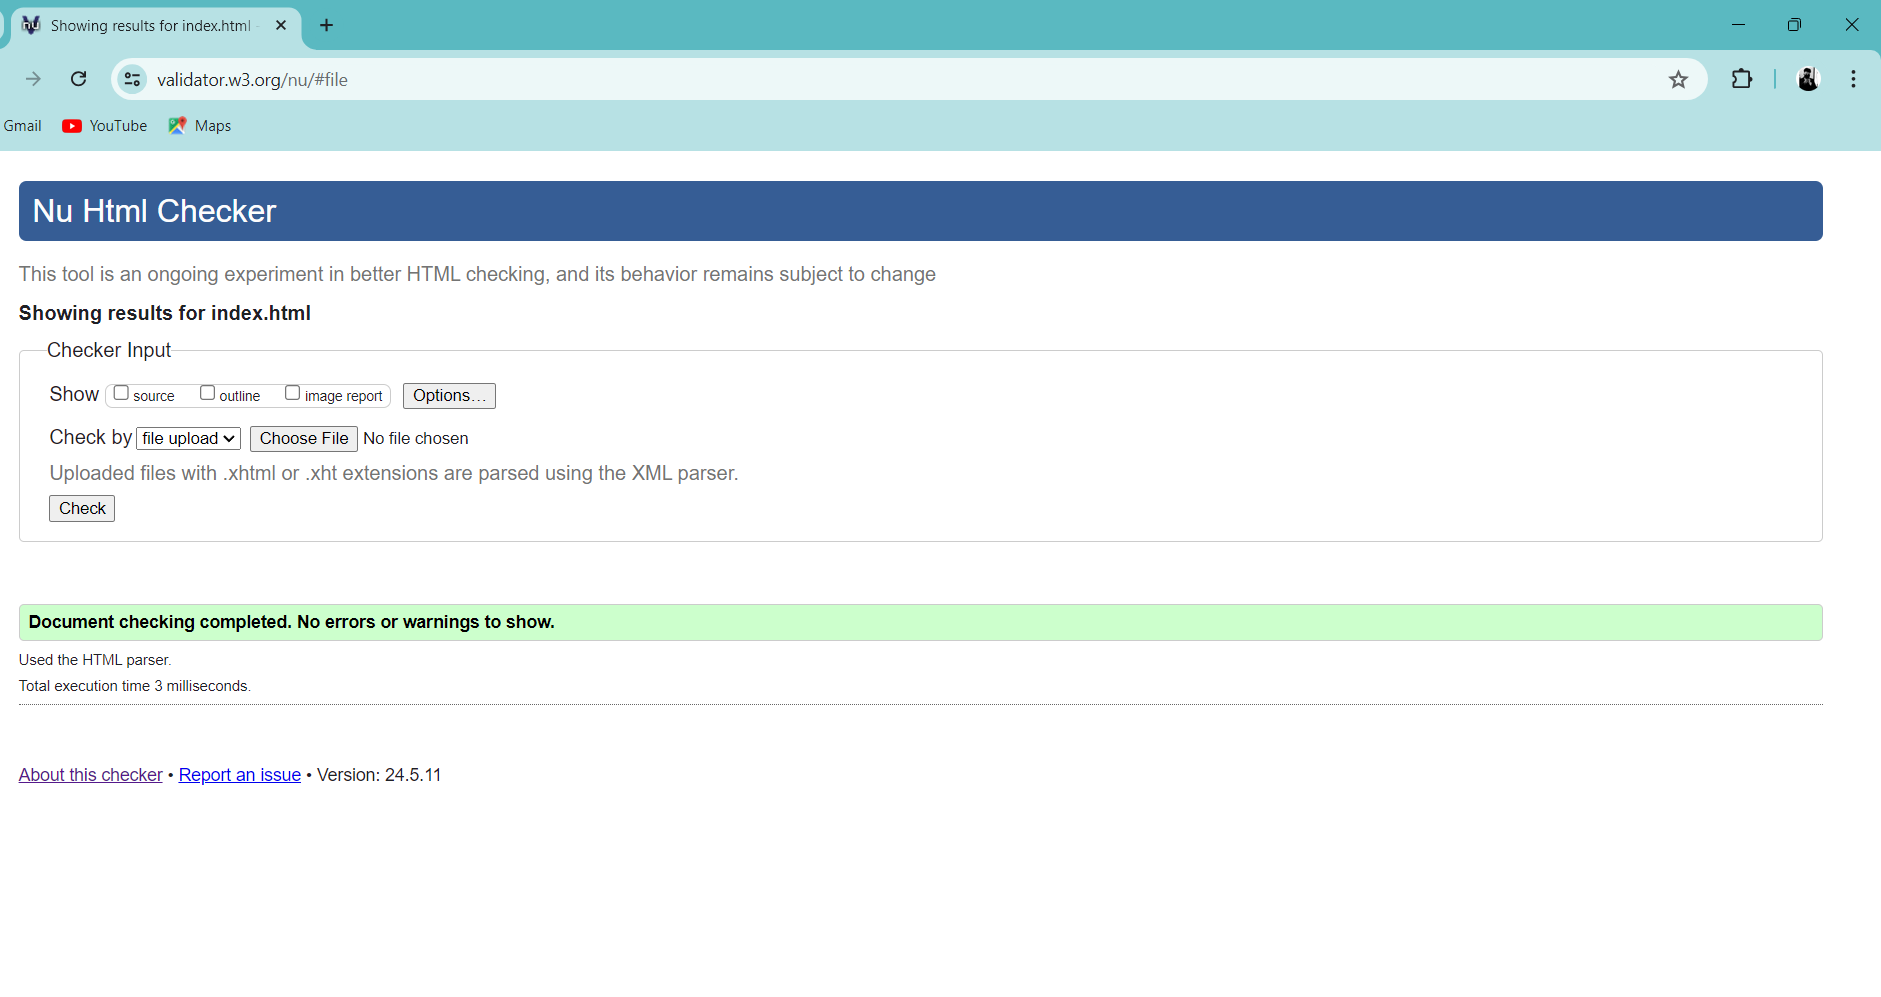 Showing results for index.html -
validator.w3.org/nu/#file
Gmail YouTube Maps
Nu Html Checker
This tool is an ongoing experiment in better HTML checking, and its behavior remains subject to change
Showing results for index.html
Checker Input
Show source outline image report Options...
Check by file upload Choose File No file chosen
Uploaded files with .xhtml or .xht extensions are parsed using the XML parser.
Check
Document checking completed. No errors or warnings to show.
Used the HTML parser.
Total execution time 3 milliseconds.
About this checker • Report an issue • Version: 24.5.11